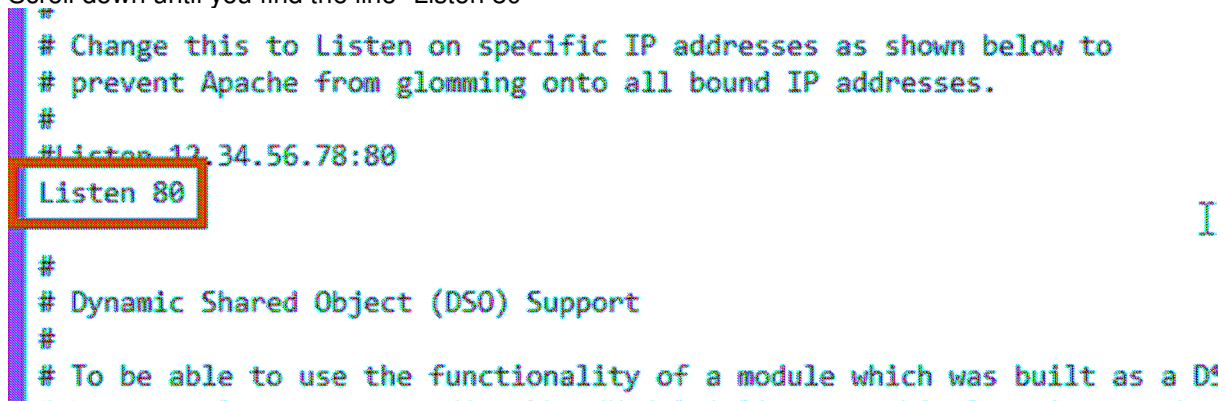 Scroll down until you find the line "Listen 80"
#
# Change this to Listen on specific IP addresses as shown below to
# prevent Apache from glomming onto all bound IP addresses.
#
#Listen 12.34.56.78:80
Listen 80
#
# Dynamic Shared Object (DSO) Support
#
# To be able to use the functionality of a module which was built as a